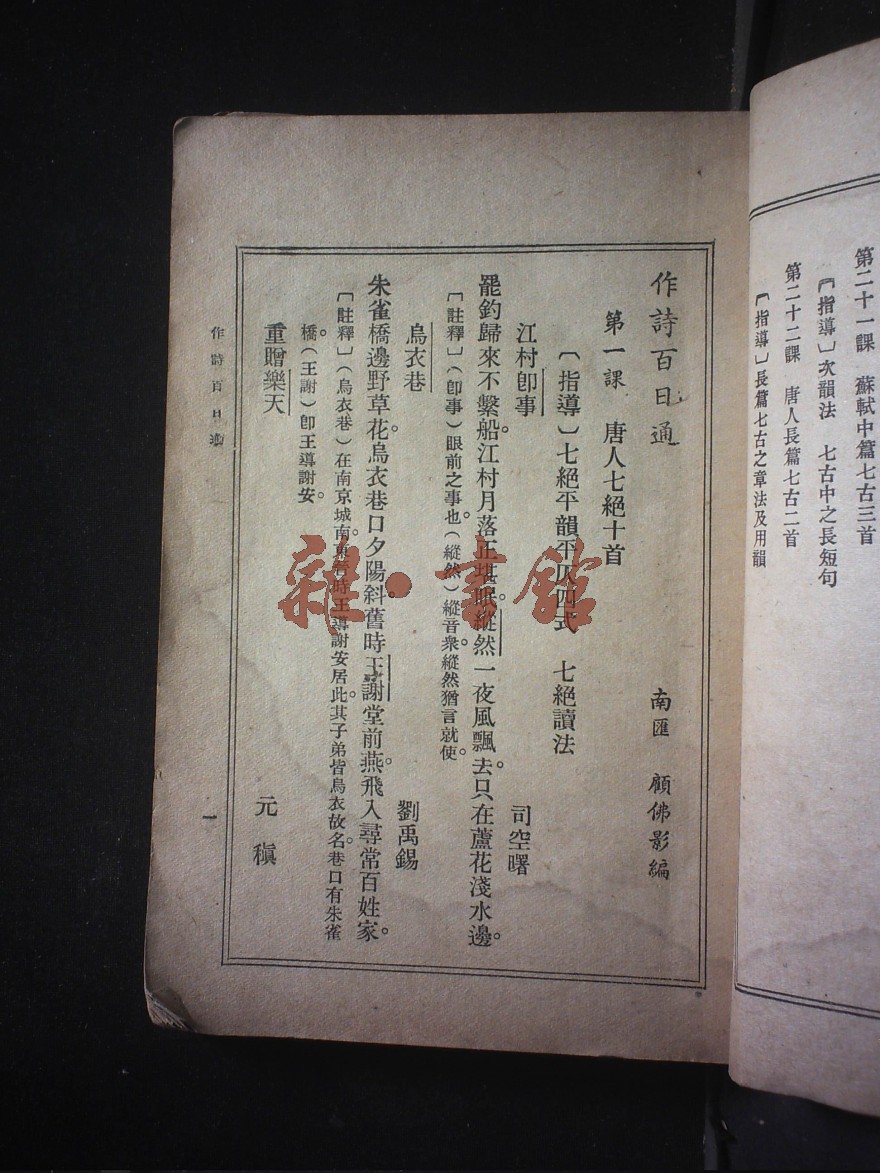 第二十一課　蘇軾中篇七古三首
〔指導〕次韻法　七古中之長短句
第二十二課　唐人長篇七古二首
〔指導〕長篇七古之章法及用韻
作詩百日通
南匯　顧佛影編
第一課　唐人七絕十首
〔指導〕七絕平韻平仄四式　七絕讀法
江村卽事　司空曙
罷釣歸來不繫船。江村月落正堪眠。縱然一夜風飄去。只在蘆花淺水邊。
〔註釋〕（卽事）眼前之事也。（縱然）縱音衆。縱然猶言就使。
烏衣巷　劉禹錫
朱雀橋邊野草花。烏衣巷口夕陽斜。舊時王謝堂前燕。飛入尋常百姓家。
〔註釋〕（烏衣巷）在南京城南。東晉時王導謝安居此。其子弟皆烏衣。故名。巷口有朱雀
橋。（王謝）卽王導謝安。
重贈樂天　元稹
作詩百日通
一
雜·書館